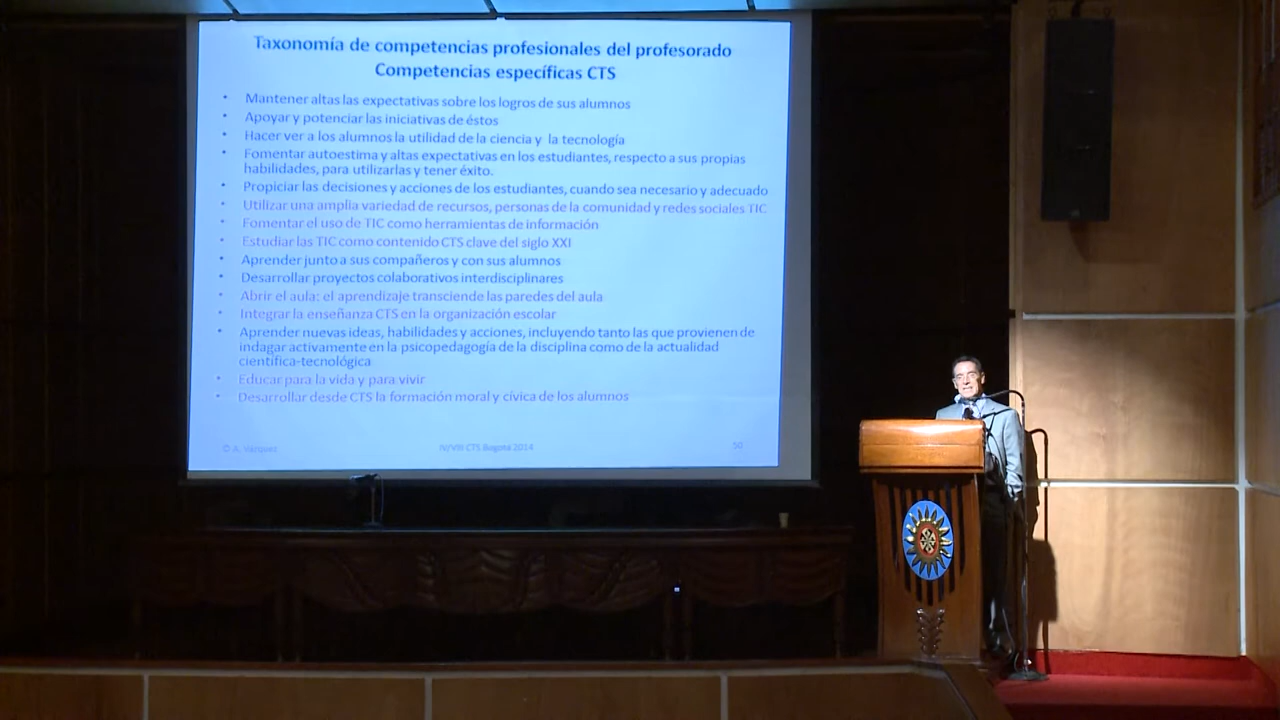 Taxonomía de competencias profesionales del profesorado
Competencias específicas CTS
• Mantener altas las expectativas sobre los logros de sus alumnos
• Apoyar y potenciar las iniciativas de éstos
• Hacer ver a los alumnos la utilidad de la ciencia y la tecnología
• Fomentar autoestima y altas expectativas en los estudiantes, respecto a sus propias
habilidades, para utilizarlas y tener éxito.
• Propiciar las decisiones y acciones de los estudiantes, cuando sea necesario y adecuado
• Utilizar una amplia variedad de recursos, personas de la comunidad y redes sociales TIC
• Fomentar el uso de TIC como herramientas de información
• Estudiar las TIC como contenido CTS clave del siglo XXI
• Aprender junto a sus compañeros y con sus alumnos
• Desarrollar proyectos colaborativos interdisciplinares
• Abrir el aula: el aprendizaje transciende las paredes del aula
• Integrar la enseñanza CTS en la organización escolar
• Aprender nuevas ideas, habilidades y acciones, incluyendo tanto las que provienen de
indagar activamente en la psicopedagogía de la disciplina como de la actualidad
científica-tecnológica
• Educar para la vida y para vivir
• Desarrollar desde CTS la formación moral y cívica de los alumnos
© A. Vázquez CTS Bogotá 2014 50